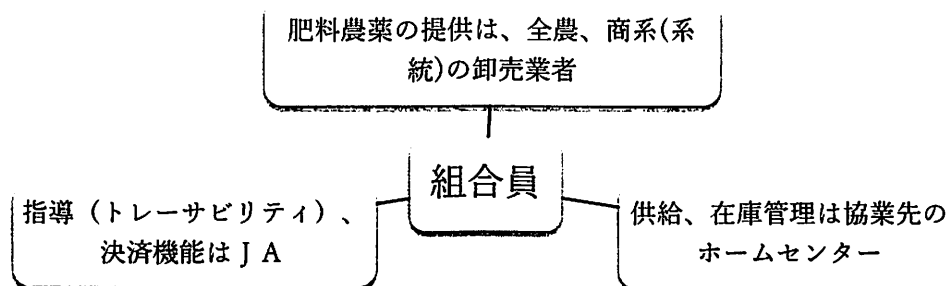 肥料農薬の提供は、全農、商系(系
統)の卸売業者
組合員
指導（トレーサビリティ）、
決済機能はＪＡ
供給、在庫管理は協業先の
ホームセンター